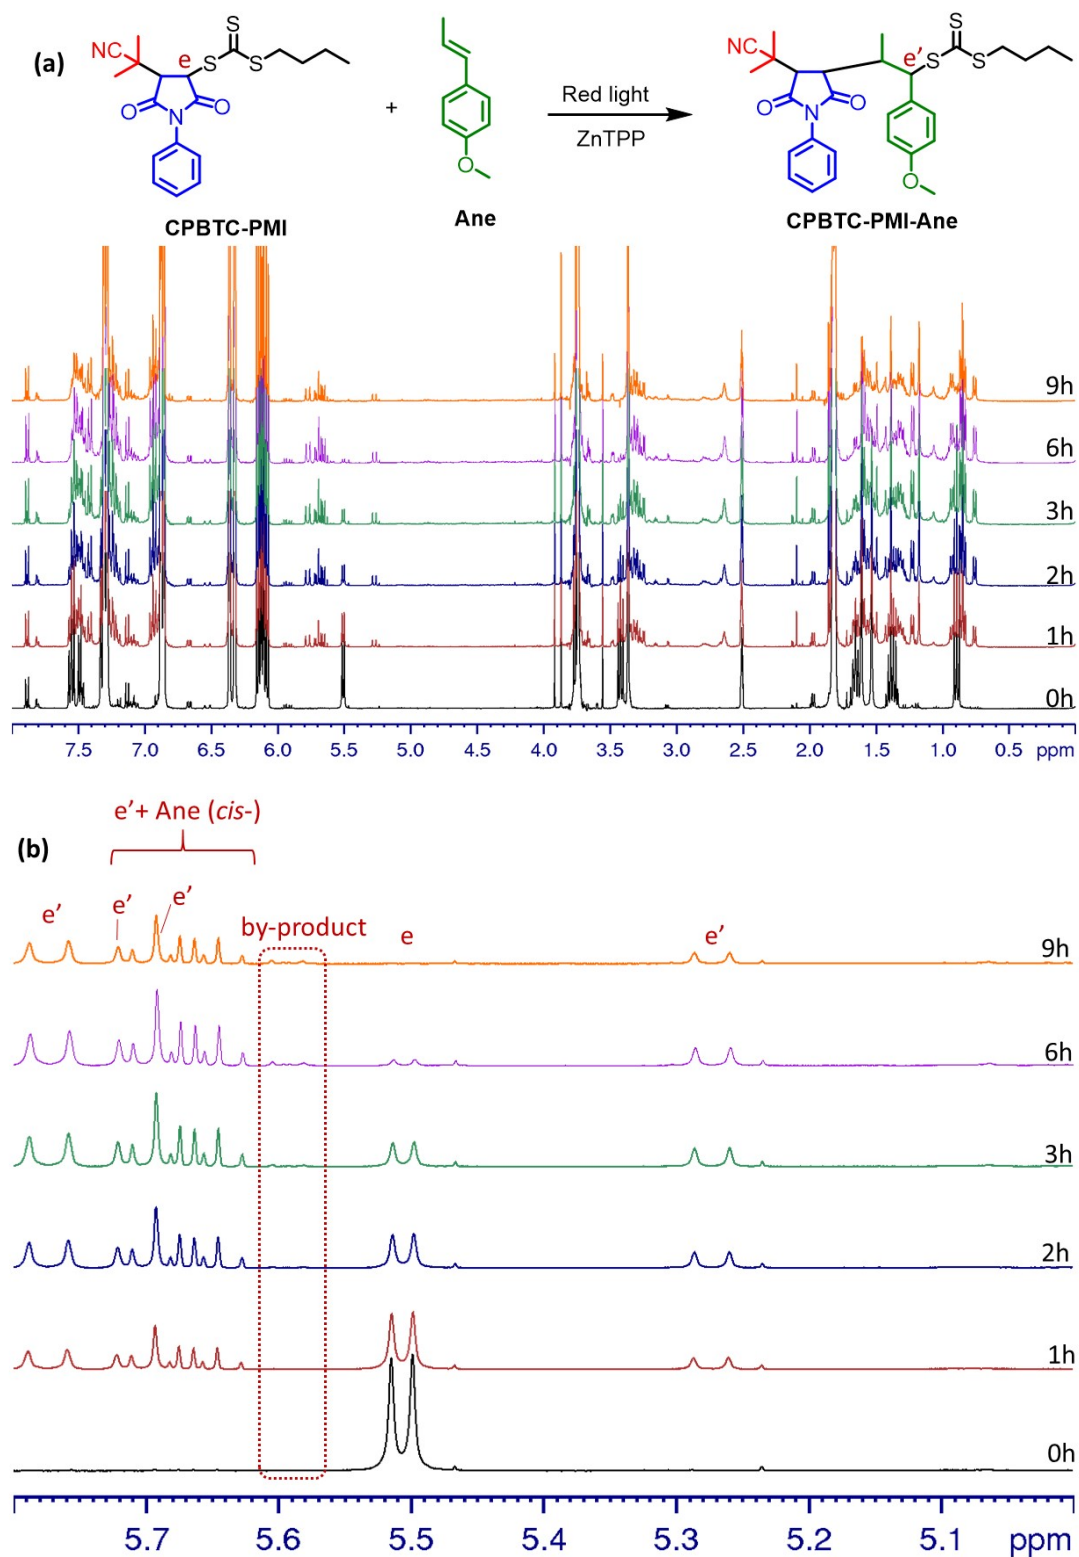 (a)
NC
e
S
S
S
O
N
O
+
O
Red light
ZnTPP
NC
e'
S
S
S
O
N
O
O
CPBTC-PMI
Ane
CPBTC-PMI-Ane
9h
6h
3h
2h
1h
0h
7.5 7.0 6.5 6.0 5.5 5.0 4.5 4.0 3.5 3.0 2.5 2.0 1.5 1.0 0.5 ppm
(b)
e'+ Ane (cis-)
e' e' e' by-product e e'
9h
6h
3h
2h
1h
0h
5.7 5.6 5.5 5.4 5.3 5.2 5.1 ppm